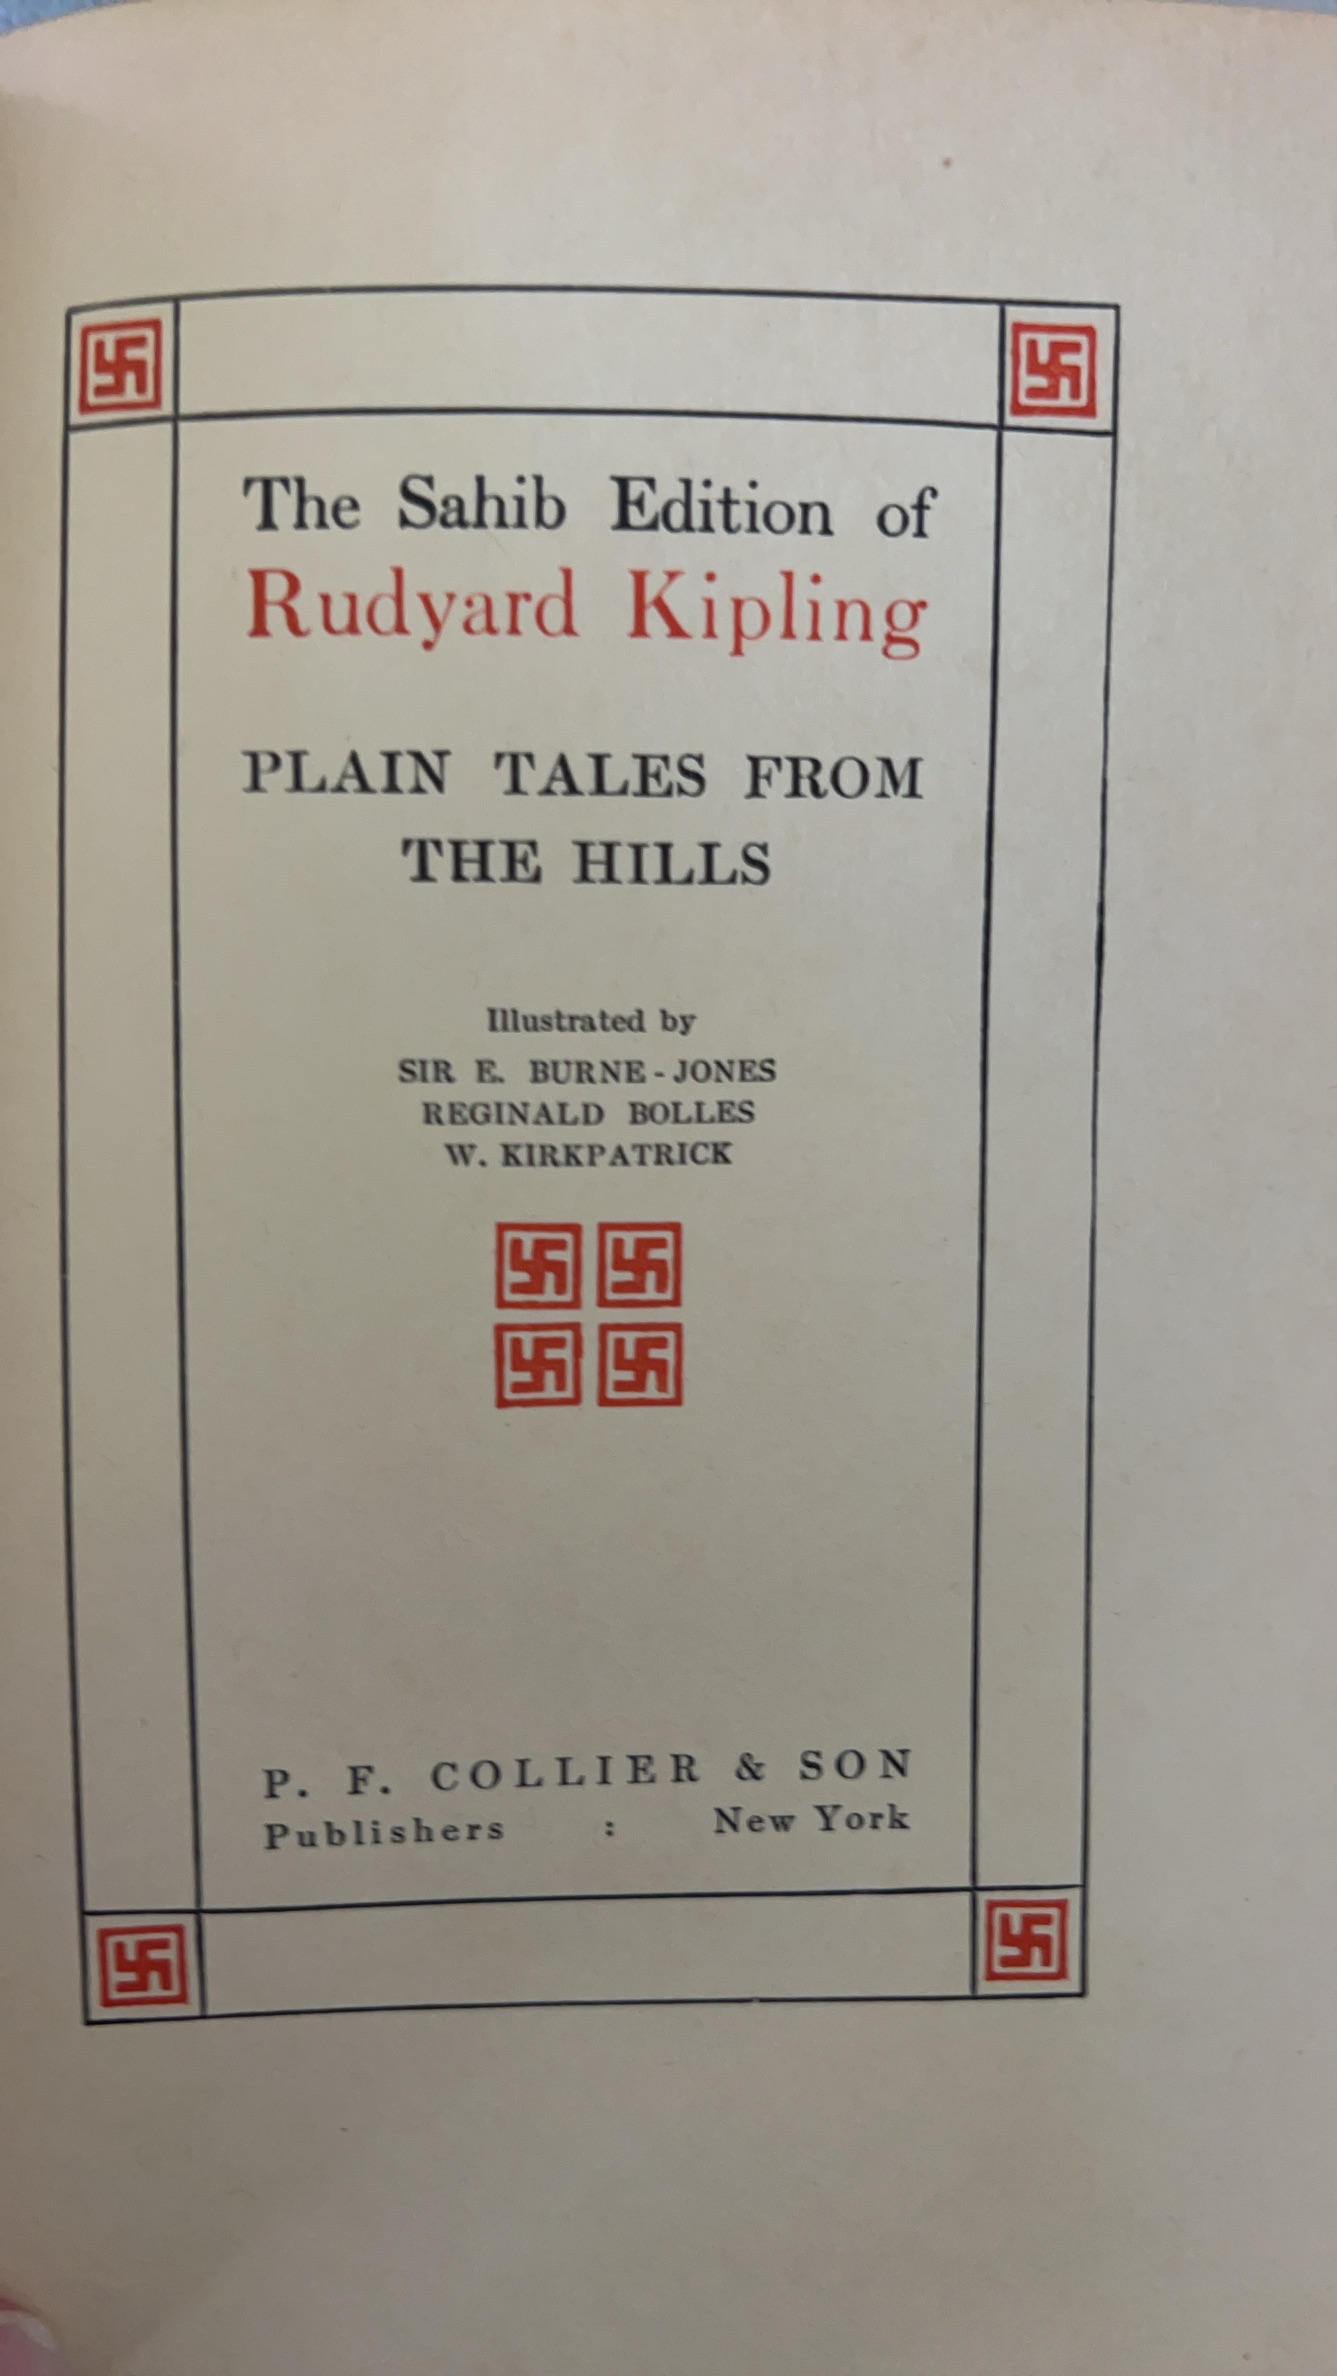 The Sahib Edition of
Rudyard Kipling
PLAIN TALES FROM
THE HILLS
Illustrated by
SIR E. BURNE-JONES
REGINALD BOLLES
W. KIRKPATRICK
P. F. COLLIER & SON
Publishers : New York